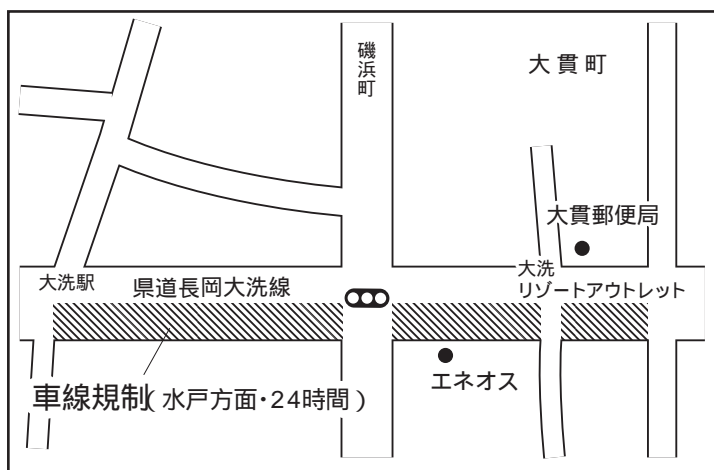 磯浜町
大貫町
大貫郵便局
大洗駅
県道長岡大洗線
大洗
リゾートアウトレット
エネオス
車線規制(水戸方面・24時間)